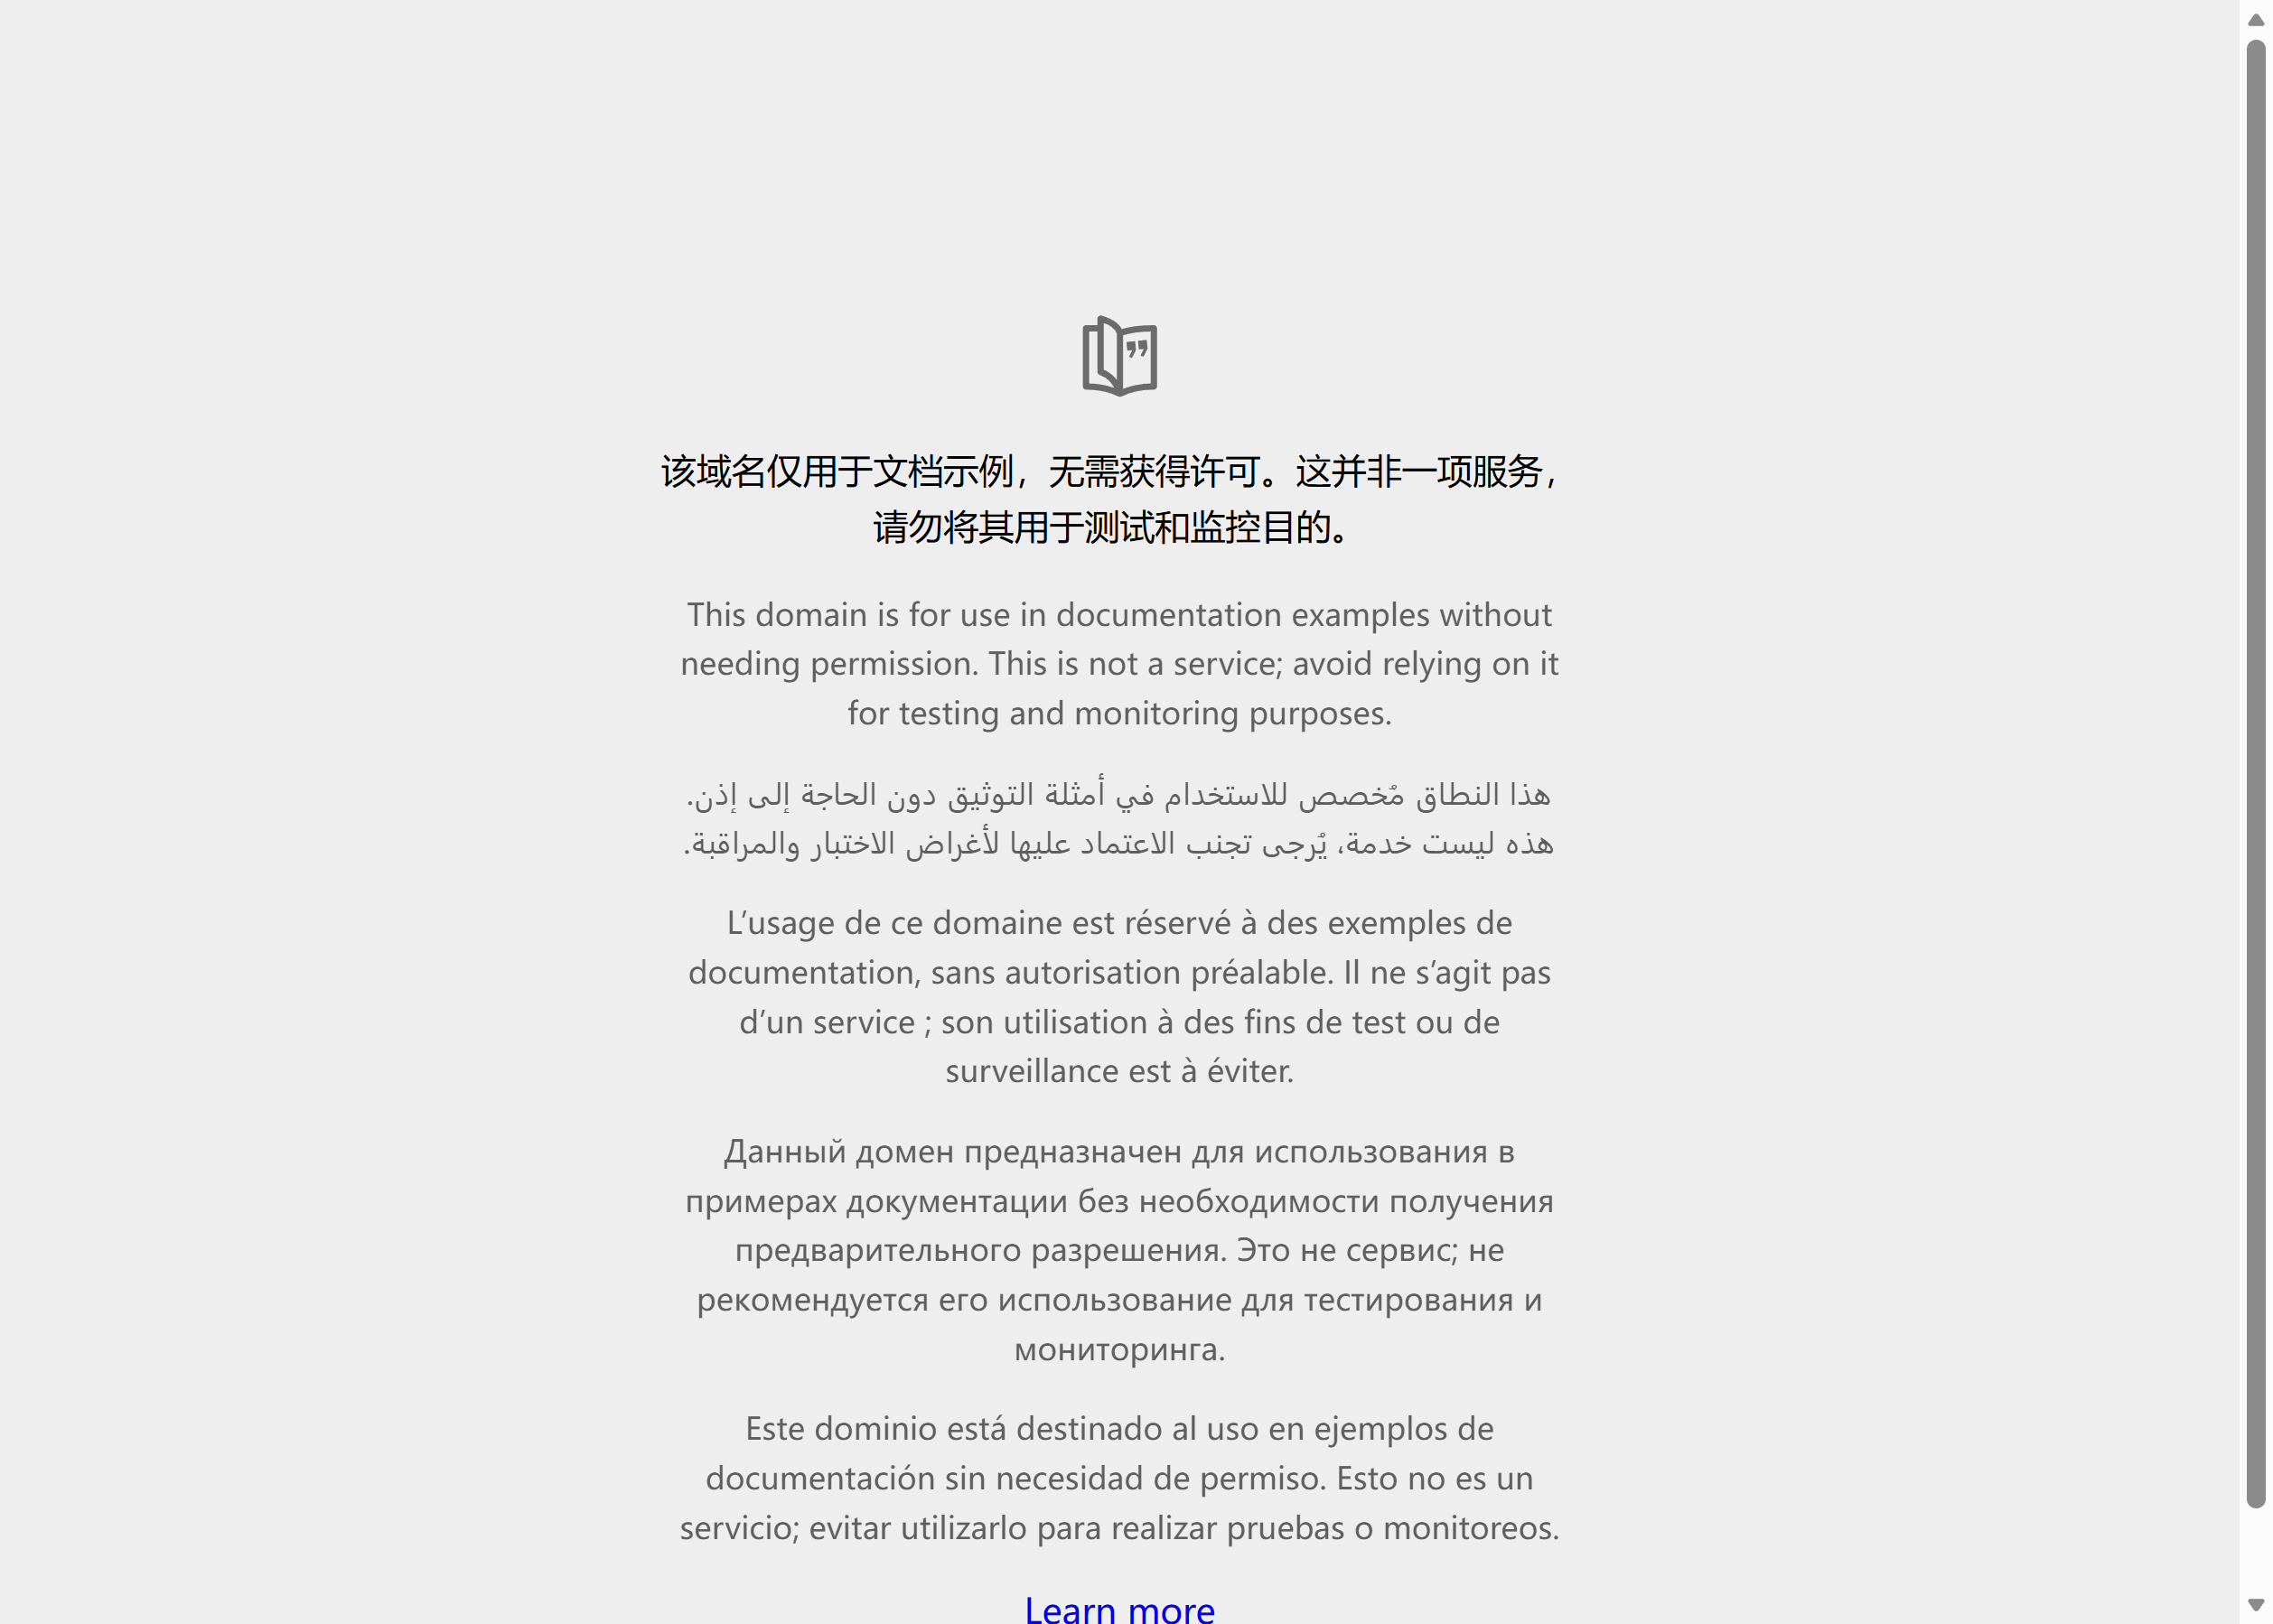 该域名仅用于文档示例，无需获得许可。这并非一项服务，
请勿将其用于测试和监控目的。
This domain is for use in documentation examples without
needing permission. This is not a service; avoid relying on it
for testing and monitoring purposes.
هذا النطاق مُخصص للاستخدام في أمثلة التوثيق دون الحاجة إلى إذن.
هذه ليست خدمة، يُرجى تجنب الاعتماد عليها لأغراض الاختبار والمراقبة.
L’usage de ce domaine est réservé à des exemples de
documentation, sans autorisation préalable. Il ne s’agit pas
d’un service ; son utilisation à des fins de test ou de
surveillance est à éviter.
Данный домен предназначен для использования в
примерах документации без необходимости получения
предварительного разрешения. Это не сервис; не
рекомендуется его использование для тестирования и
мониторинга.
Este dominio está destinado al uso en ejemplos de
documentación sin necesidad de permiso. Esto no es un
servicio; evitar utilizarlo para realizar pruebas o monitoreos.
Learn more